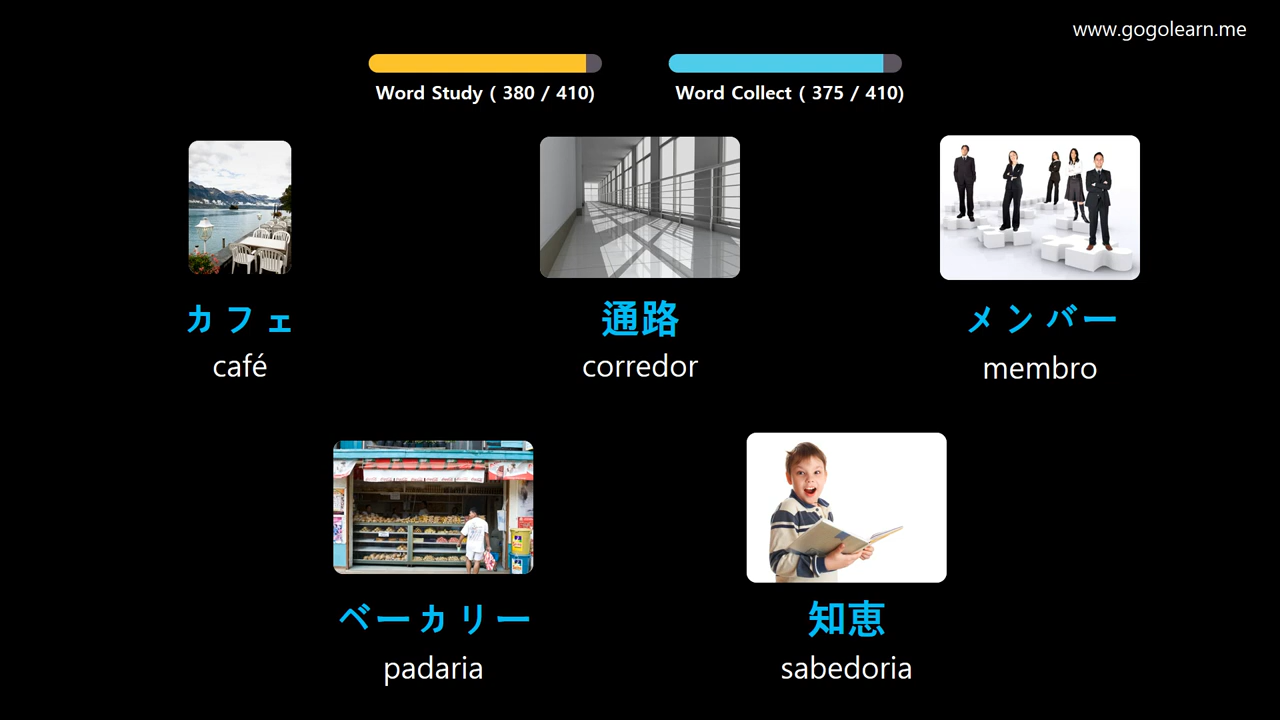 www.gogolearn.me
Word Study ( 380 / 410)
Word Collect ( 375 / 410)
カフェ
café
通路
corredor
メンバー
membro
ベーカリー
padaria
知恵
sabedoria